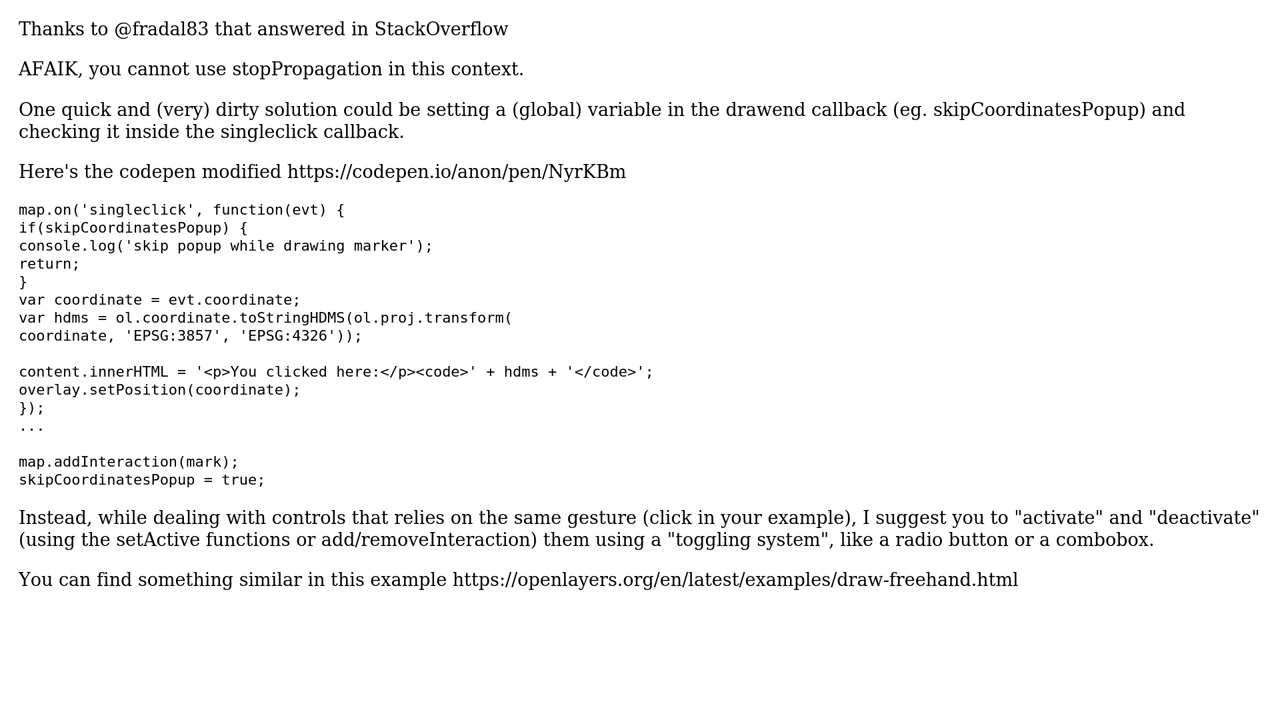 Thanks to @fradal83 that answered in StackOverflow
AFAIK, you cannot use stopPropagation in this context.
One quick and (very) dirty solution could be setting a (global) variable in the drawend callback (eg. skipCoordinatesPopup) and
checking it inside the singleclick callback.
Here's the codepen modified https://codepen.io/anon/pen/NyrKBm
map.on('singleclick', function(evt) {
if(skipCoordinatesPopup) {
console.log('skip popup while drawing marker');
return;
}
var coordinate = evt.coordinate;
var hdms = ol.coordinate.toStringHDMS(ol.proj.transform(
coordinate, 'EPSG:3857', 'EPSG:4326'));
content.innerHTML = '<p>You clicked here:</p><code>' + hdms + '</code>';
overlay.setPosition(coordinate);
});
...
map.addInteraction(mark);
skipCoordinatesPopup = true;
Instead, while dealing with controls that relies on the same gesture (click in your example), I suggest you to "activate" and "deactivate"
(using the setActive functions or add/removeInteraction) them using a "toggling system", like a radio button or a combobox.
You can find something similar in this example https://openlayers.org/en/latest/examples/draw-freehand.html